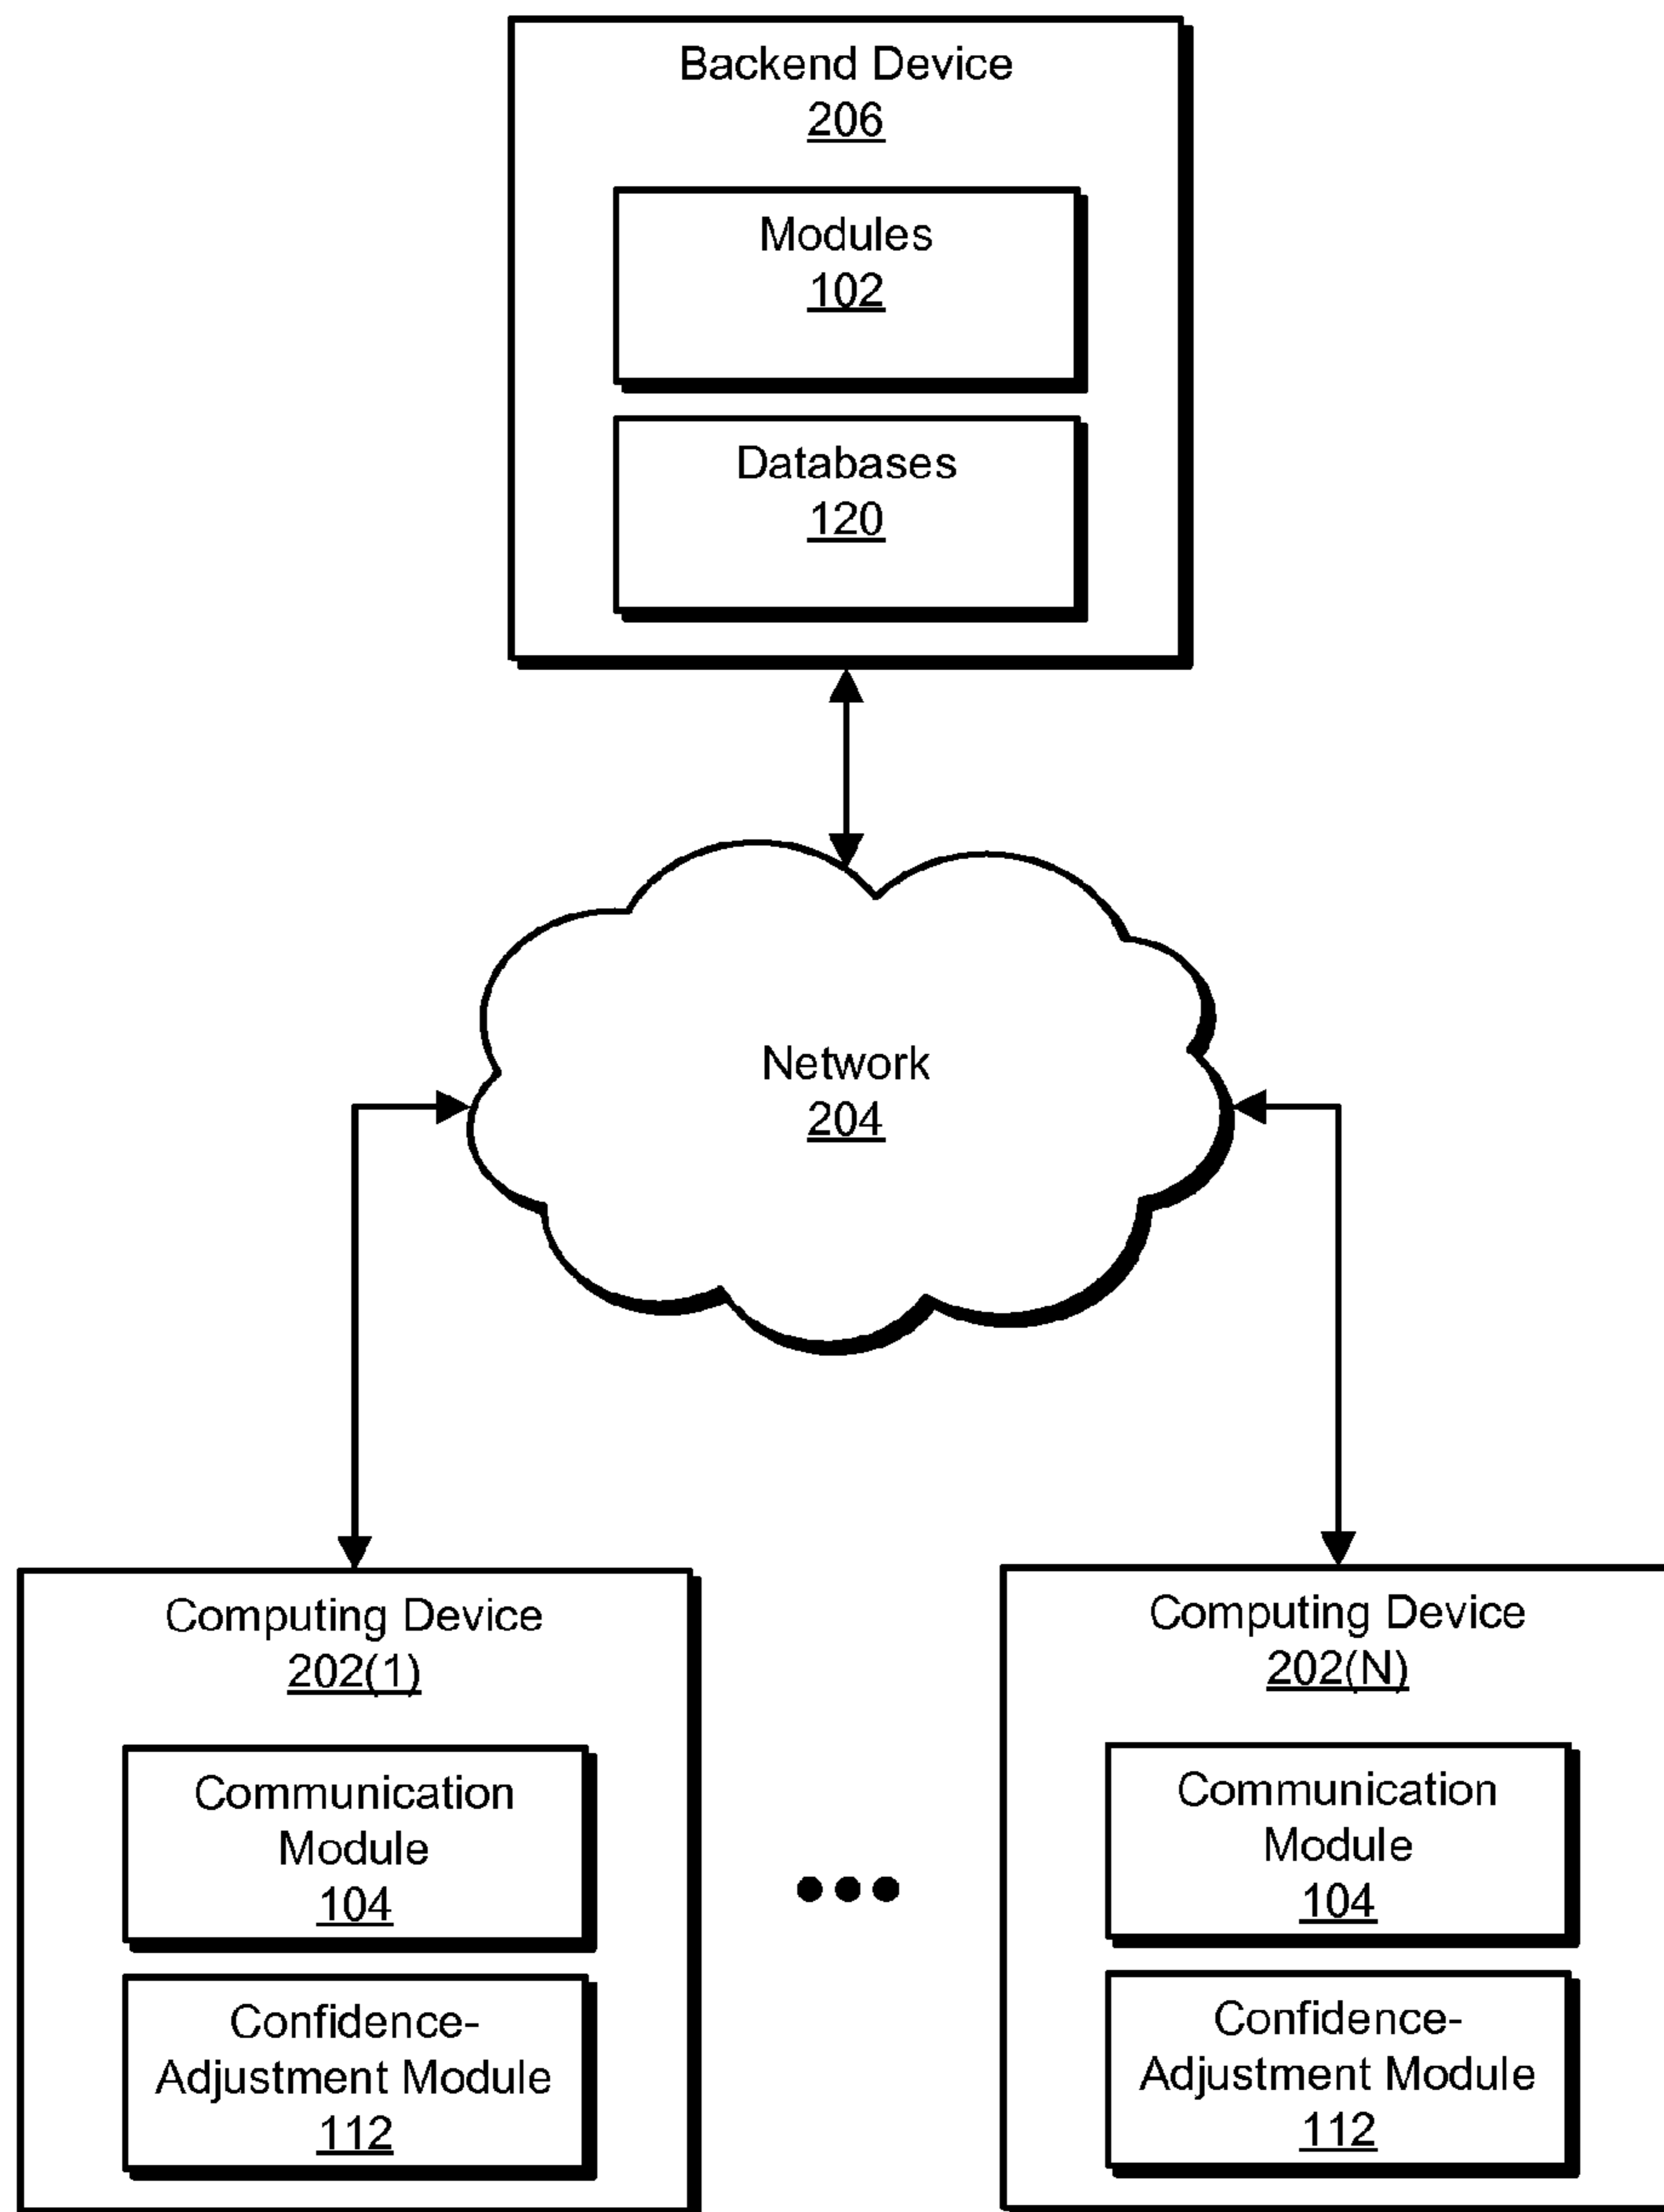 Backend Device
206
Modules
102
Databases
120
Network
204
Computing Device
202(1)
Communication
Module
104
Confidence-
Adjustment Module
112
Computing Device
202(N)
Communication
Module
104
Confidence-
Adjustment Module
112